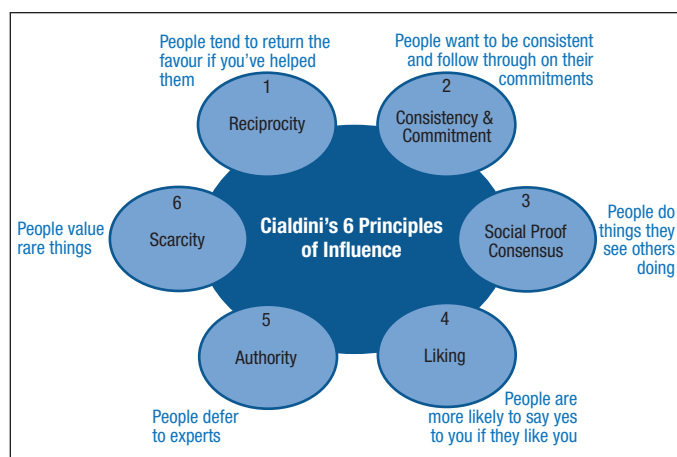 People tend to return the
favour if you've helped
them
1
Reciprocity
People want to be consistent
and follow through on their
commitments
2
Consistency &
Commitment
3
Social Proof
Consensus
People do
things they
see others
doing
4
Liking
People are
more likely to say yes
to you if they like you
5
Authority
People defer
to experts
6
Scarcity
People value
rare things
Cialdini's 6 Principles
of Influence